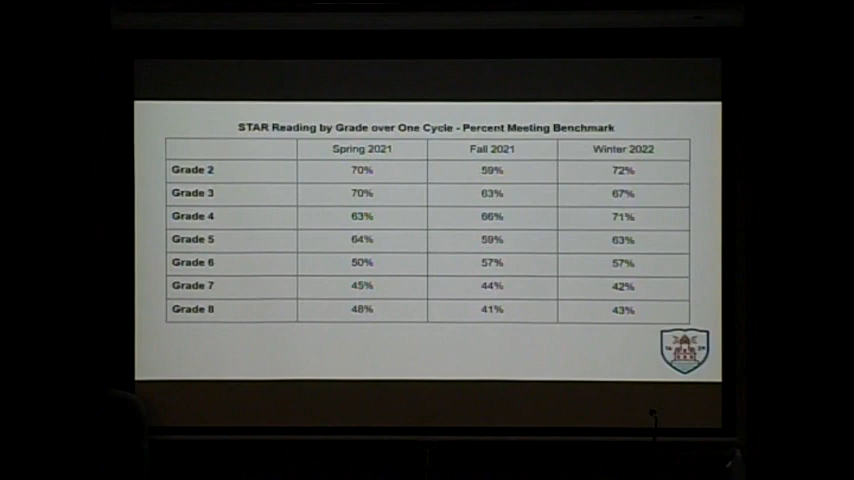 STAR Reading by Grade over One Cycle - Percent Meeting Benchmark
Spring 2021 Fall 2021 Winter 2022
Grade 2 70% 59% 72%
Grade 3 70% 63% 67%
Grade 4 63% 66% 71%
Grade 5 64% 59% 63%
Grade 6 50% 57% 57%
Grade 7 45% 44% 42%
Grade 8 48% 41% 43%